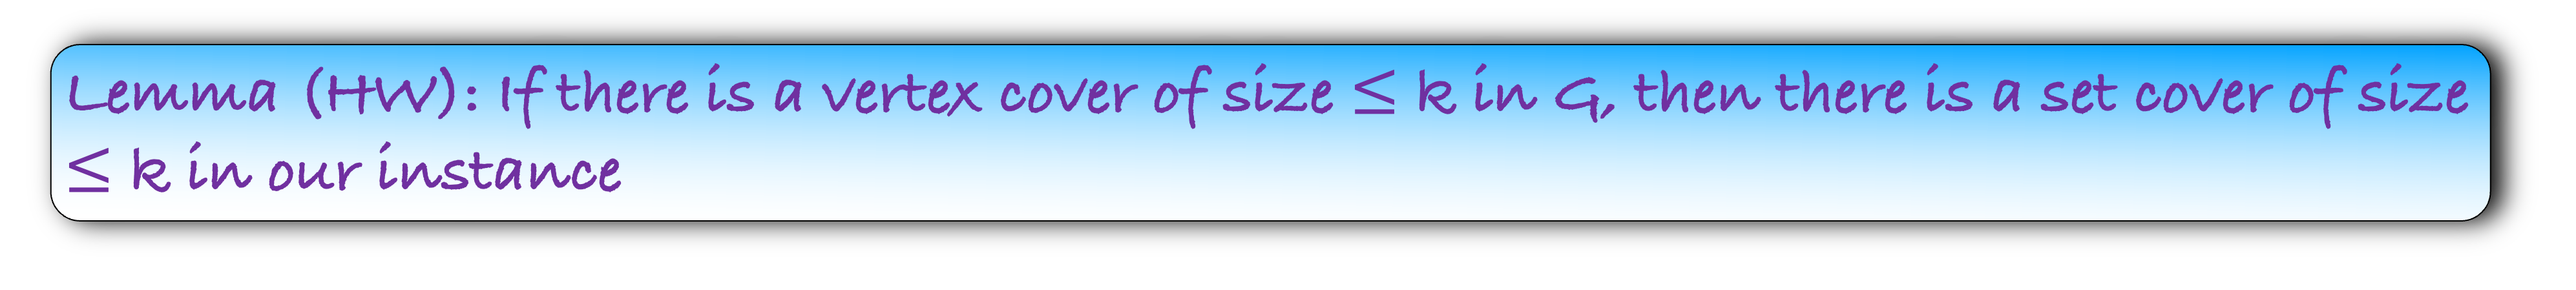 Lemma (HW): If there is a vertex cover of size ≤ k in G, then there is a set cover of size
≤ k in our instance